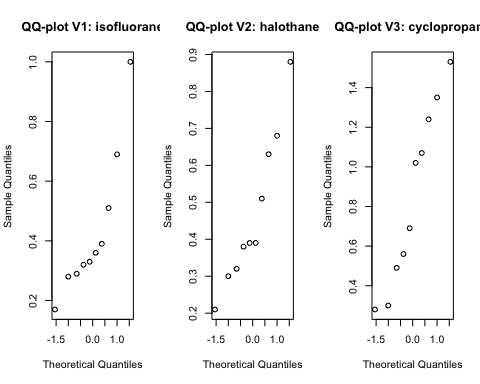 QQ-plot V1: isofluorane
Sample Quantiles
0.2 0.4 0.6 0.8 1.0
-1.5 0.0 1.0
Theoretical Quantiles
QQ-plot V2: halothane
Sample Quantiles
0.2 0.3 0.4 0.5 0.6 0.7 0.8 0.9
-1.5 0.0 1.0
Theoretical Quantiles
QQ-plot V3: cyclopropar
Sample Quantiles
0.4 0.6 0.8 1.0 1.2 1.4
-1.5 0.0 1.0
Theoretical Quantiles